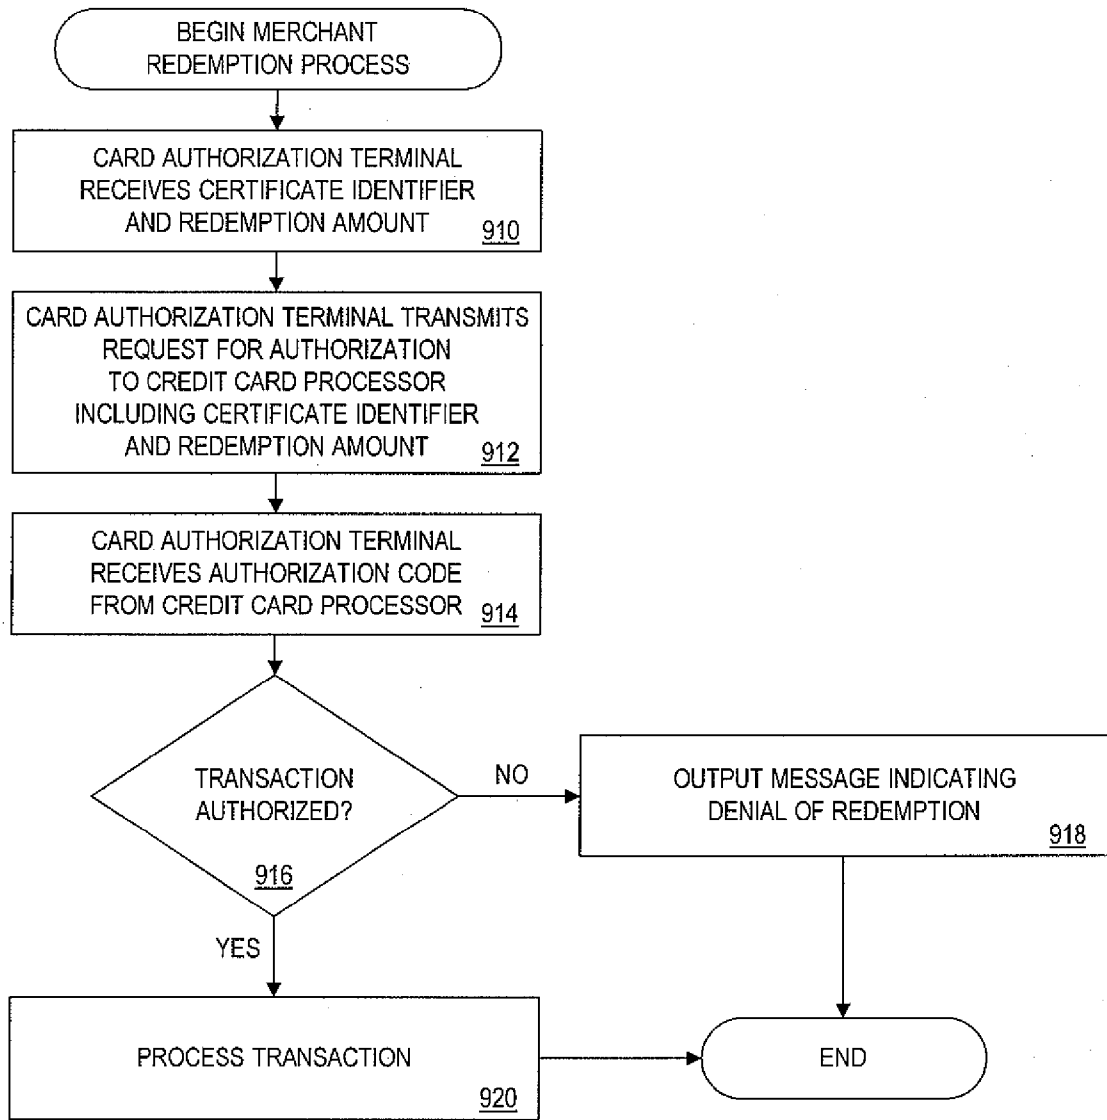 BEGIN MERCHANT
REDEMPTION PROCESS
CARD AUTHORIZATION TERMINAL
RECEIVES CERTIFICATE IDENTIFIER
AND REDEMPTION AMOUNT
910
CARD AUTHORIZATION TERMINAL TRANSMITS
REQUEST FOR AUTHORIZATION
TO CREDIT CARD PROCESSOR
INCLUDING CERTIFICATE IDENTIFIER
AND REDEMPTION AMOUNT
912
CARD AUTHORIZATION TERMINAL
RECEIVES AUTHORIZATION CODE
FROM CREDIT CARD PROCESSOR
914
TRANSACTION
AUTHORIZED?
916
NO
OUTPUT MESSAGE INDICATING
DENIAL OF REDEMPTION
918
YES
PROCESS TRANSACTION
920
END